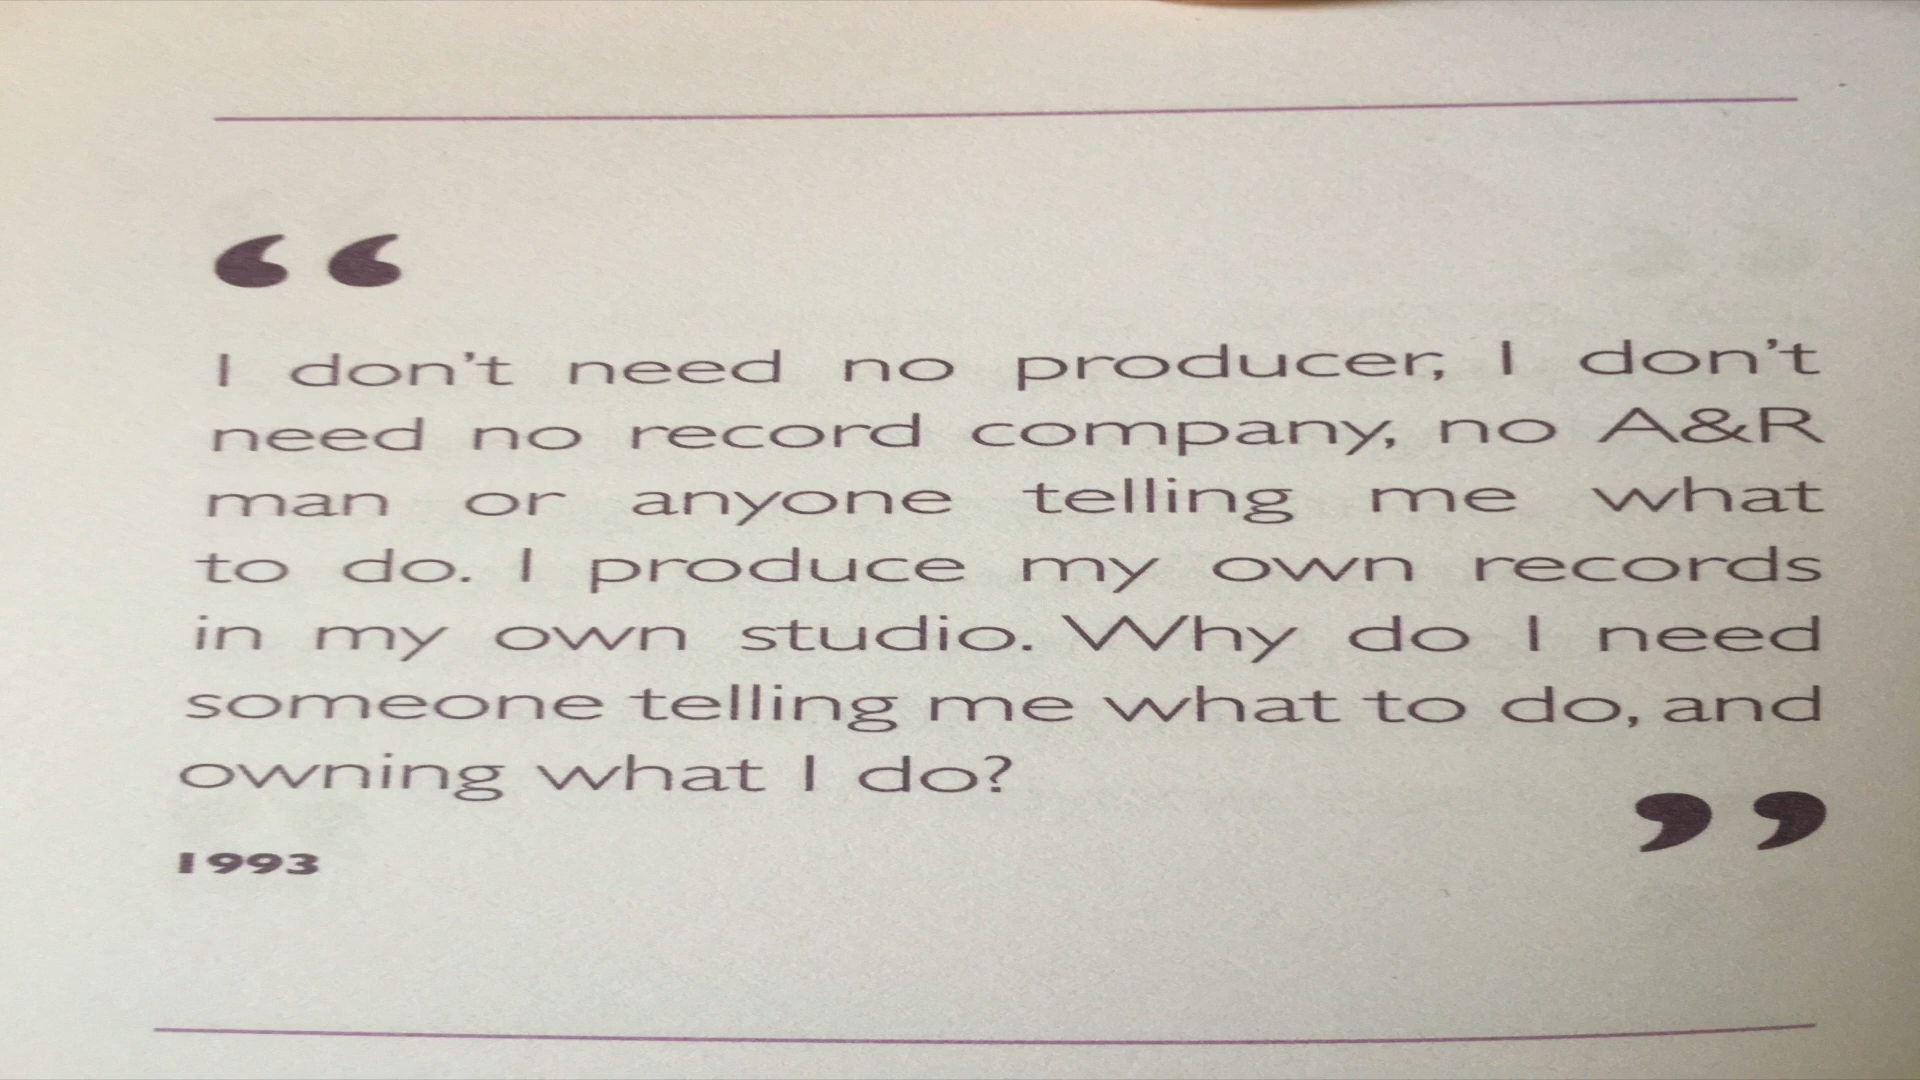 “
I don’t need no producer, I don’t
need no record company, no A&R
man or anyone telling me what
to do. I produce my own records
in my own studio. Why do I need
someone telling me what to do, and
owning what I do?
”
1993